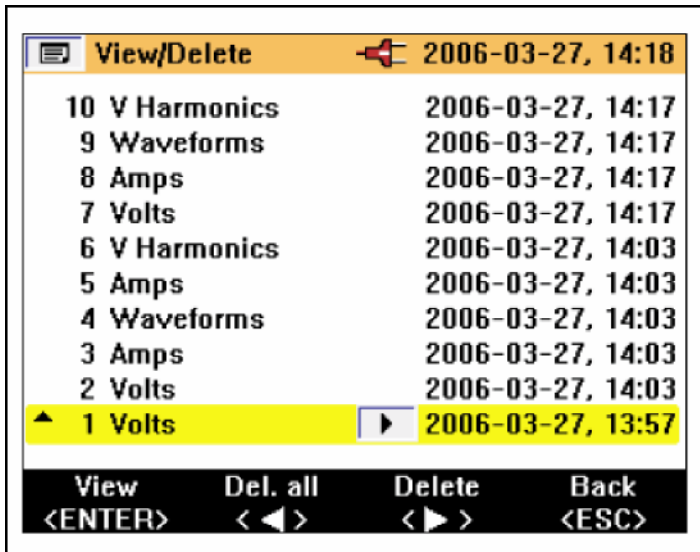 View/Delete 2006-03-27, 14:18
10 V Harmonics 2006-03-27, 14:17
9 Waveforms 2006-03-27, 14:17
8 Amps 2006-03-27, 14:17
7 Volts 2006-03-27, 14:17
6 V Harmonics 2006-03-27, 14:03
5 Amps 2006-03-27, 14:03
4 Waveforms 2006-03-27, 14:03
3 Amps 2006-03-27, 14:03
2 Volts 2006-03-27, 14:03
1 Volts 2006-03-27, 13:57
View Del. all Delete Back
<ENTER> <◀> <▶> <ESC>